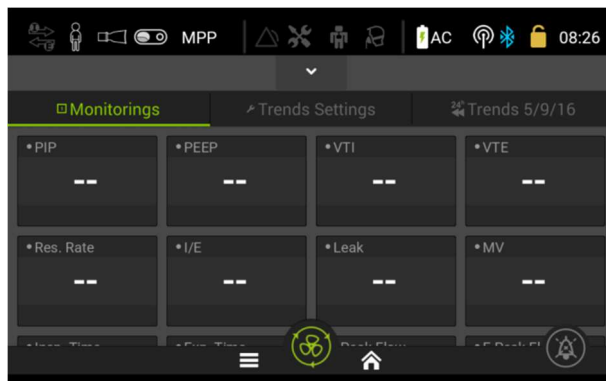 MPP AC 08:26
Monitorings Trends Settings 24h Trends 5/9/16
PIP PEEP VTI VTE
-- -- -- --
Res. Rate I/E Leak MV
-- -- -- --